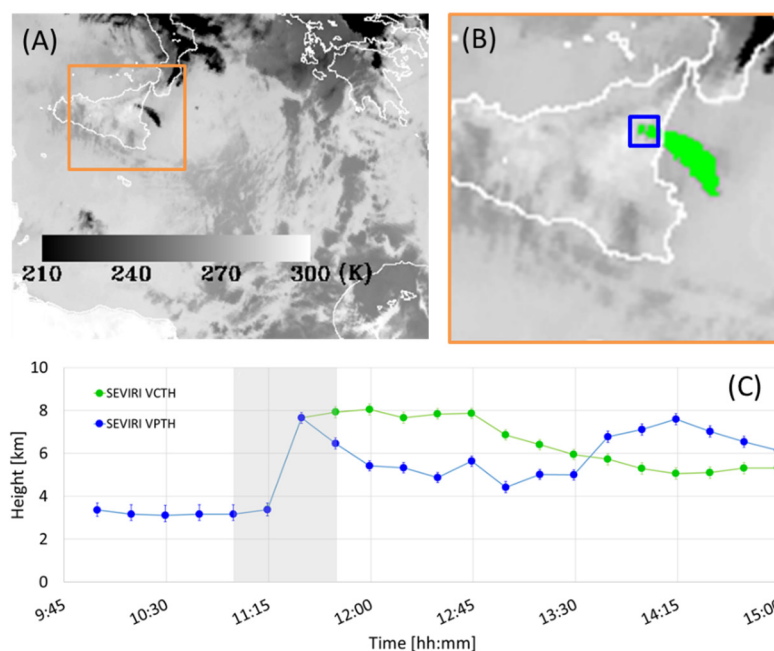 (A)
(B)
210 240 270 300 (K)
(C)
SEVIRI VCTH
SEVIRI VPTH
Height [km]
10
8
6
4
2
0
9:45 10:30 11:15 12:00 12:45 13:30 14:15 15:00
Time [hh:mm]